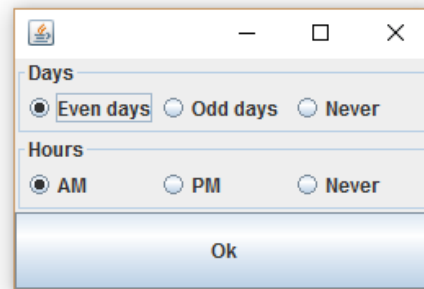 Days
Even days Odd days Never
Hours
AM PM Never
Ok